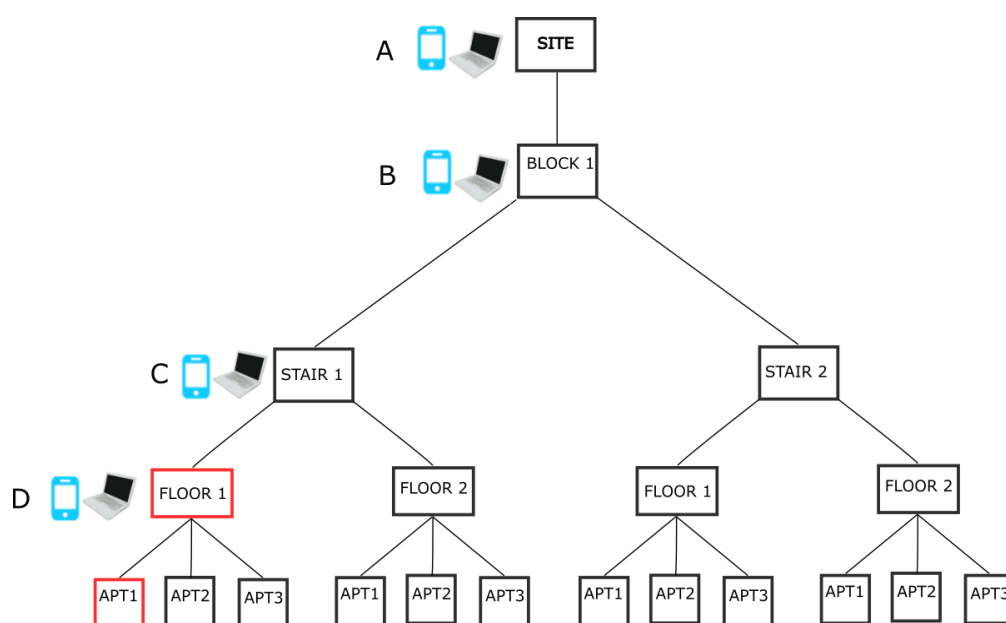 A
SITE
B
BLOCK 1
C
STAIR 1
STAIR 2
D
FLOOR 1
FLOOR 2
FLOOR 1
FLOOR 2
APT1
APT2
APT3
APT1
APT2
APT3
APT1
APT2
APT3
APT1
APT2
APT3